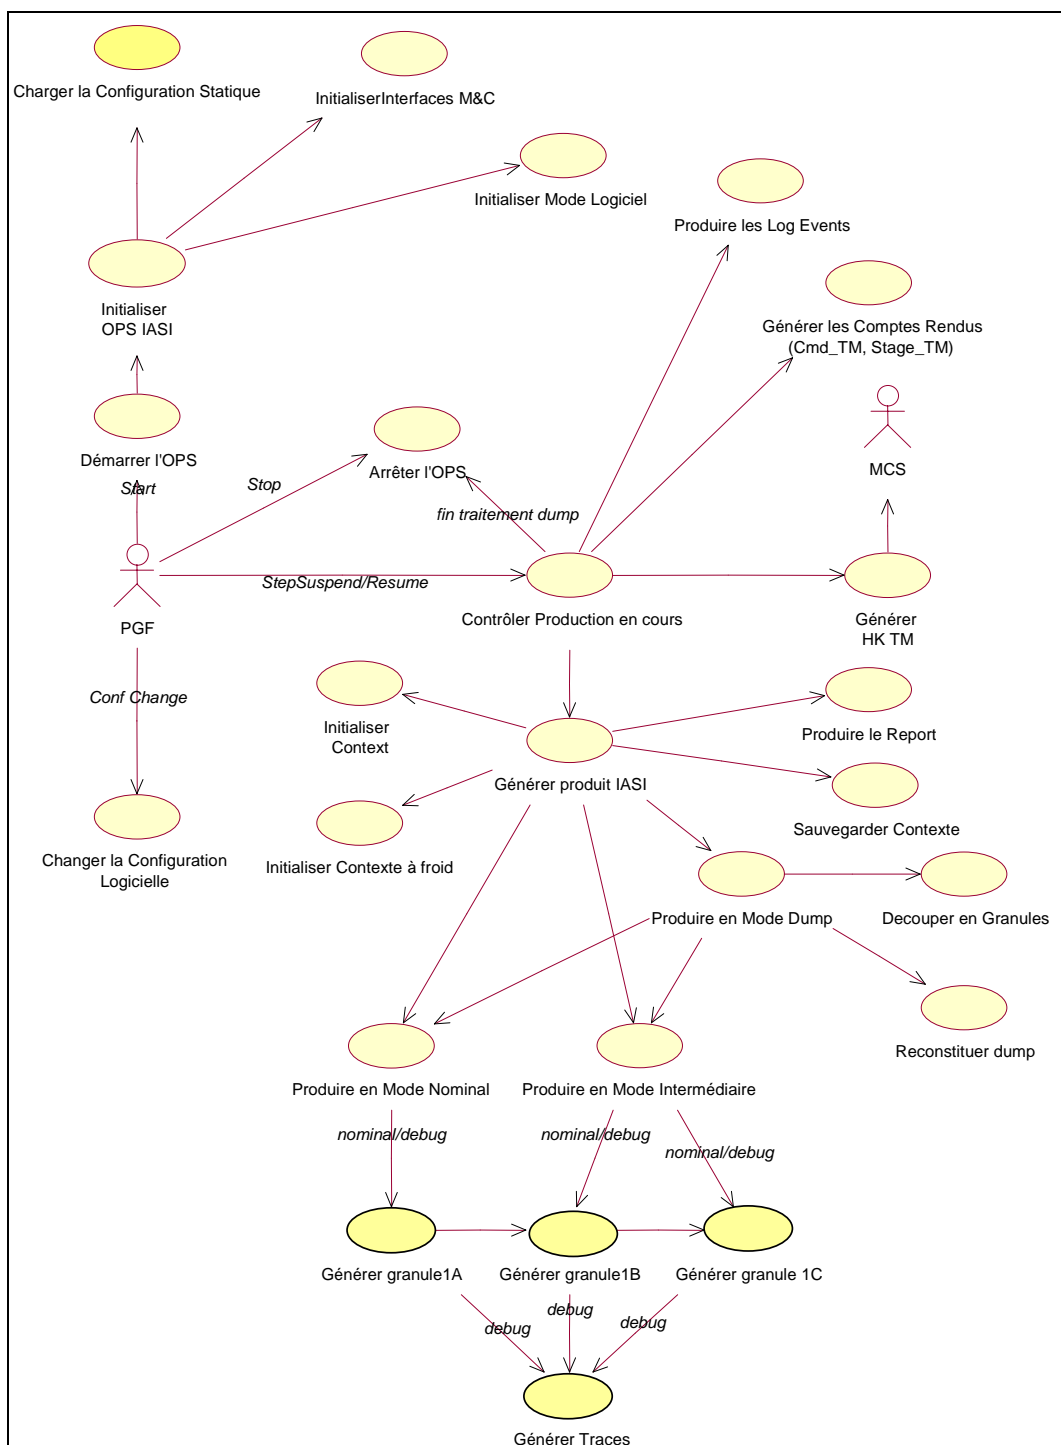 Charger la Configuration Statique
InitialiserInterfaces M&C
Initialiser Mode Logiciel
Produire les Log Events
Initialiser
OPS IASI
Générer les Comptes Rendus
(Cmd_TM, Stage_TM)
Démarrer l'OPS
Start
Stop
Arrêter l'OPS
MCS
fin traitement dump
StepSuspend/Resume
PGF
Contrôler Production en cours
Générer
HK TM
Conf Change
Initialiser
Context
Produire le Report
Générer produit IASI
Sauvegarder Contexte
Changer la Configuration
Logicielle
Initialiser Contexte à froid
Produire en Mode Dump
Decouper en Granules
Reconstituer dump
Produire en Mode Nominal
Produire en Mode Intermédiaire
nominal/debug
nominal/debug
nominal/debug
Générer granule1A
Générer granule1B
Générer granule 1C
debug
debug
debug
Générer Traces